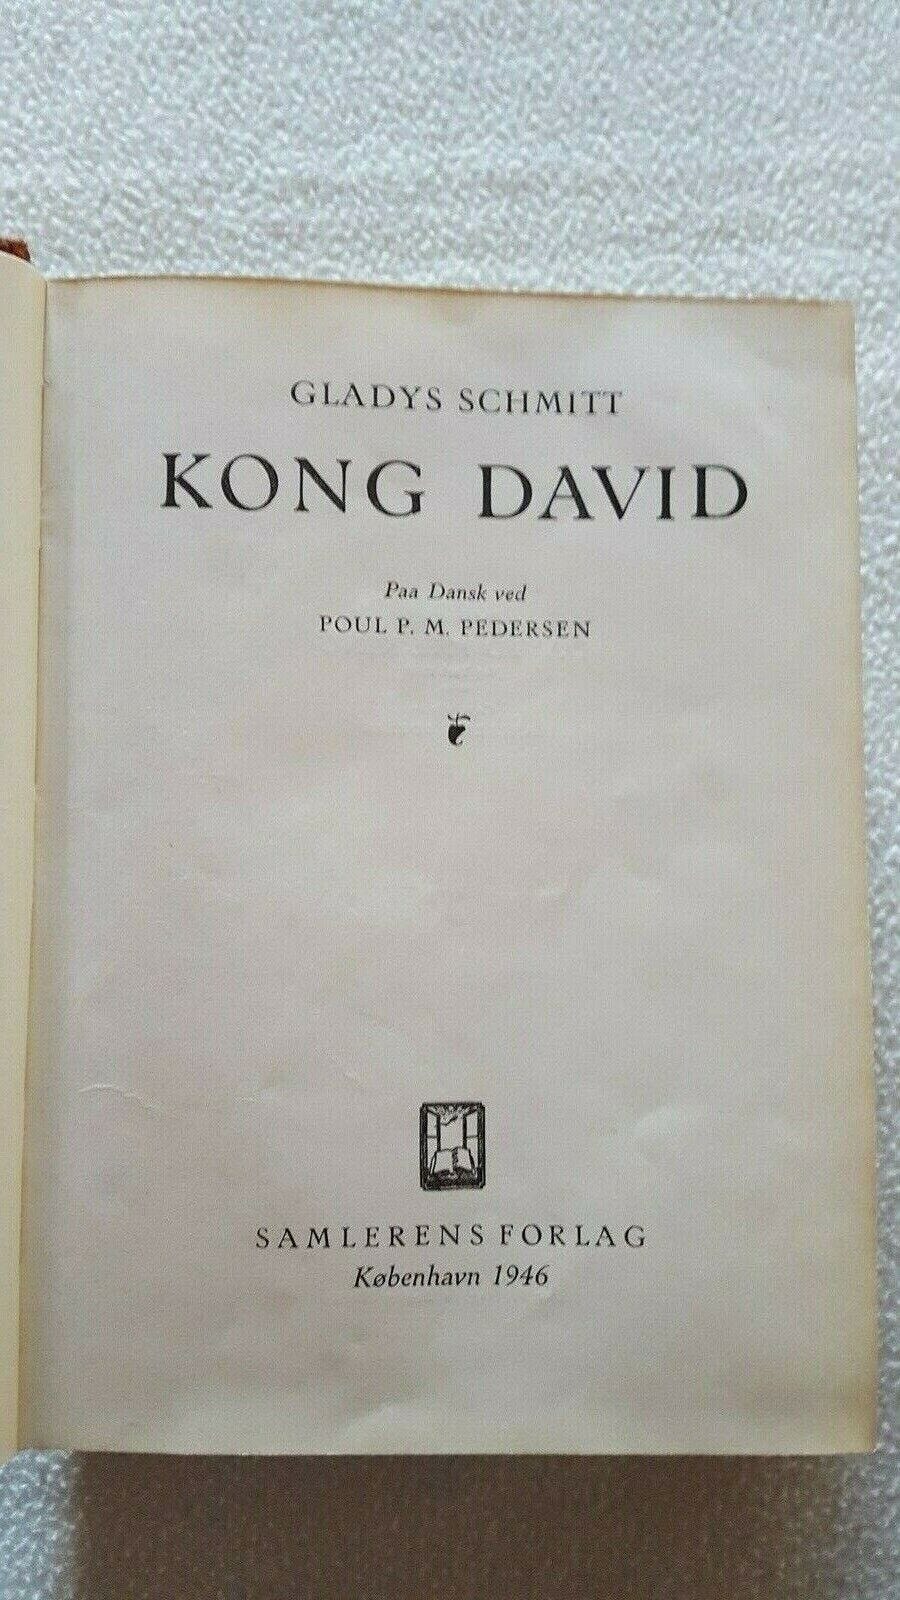 GLADYS SCHMITT
KONG DAVID
Paa Dansk ved
POUL P. M. PEDERSEN
SAMLERENS FORLAG
København 1946